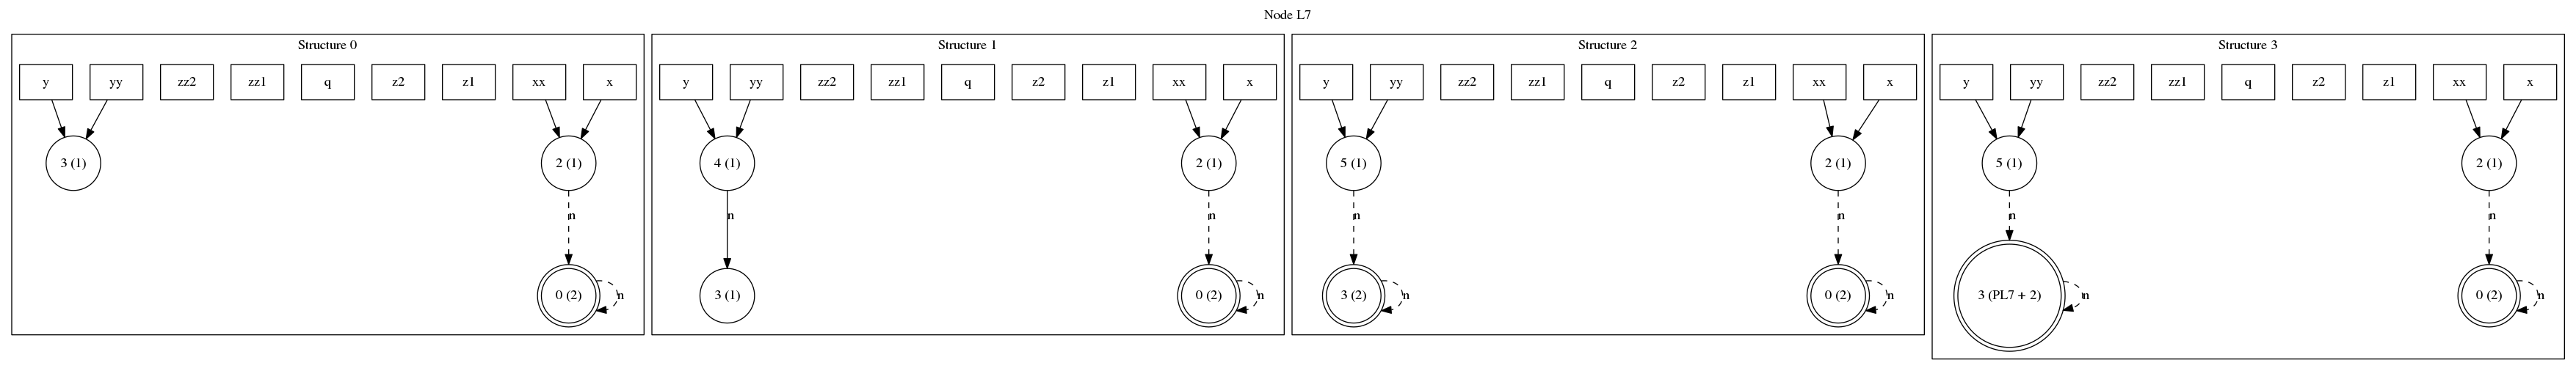 Node L7
Structure 0
y yy zz2 zz1 q z2 z1 xx x
3 (1) 2 (1)
n
0 (2) n
Structure 1
y yy zz2 zz1 q z2 z1 xx x
4 (1) 2 (1)
n n
3 (1) 0 (2) n
Structure 2
y yy zz2 zz1 q z2 z1 xx x
5 (1) 2 (1)
n n
3 (2) n 0 (2) n
Structure 3
y yy zz2 zz1 q z2 z1 xx x
5 (1) 2 (1)
n n
3 (PL7 + 2) n 0 (2) n